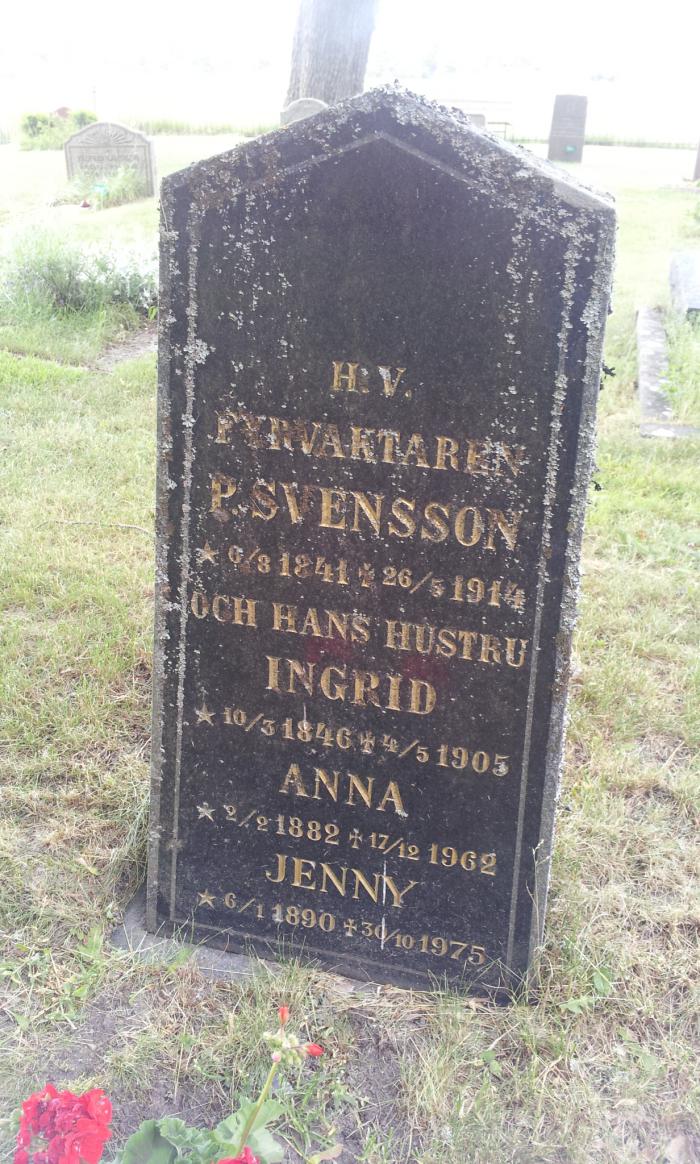 H. V.
FYRVAKTAREN
P. SVENSSON
★ 6/8 1841 ✝ 26/5 1914
OCH HANS HUSTRU
INGRID
★ 10/3 1846 ✝ 4/5 1905
ANNA
★ 2/2 1882 ✝ 17/12 1962
JENNY
★ 6/1 1890 ✝ 30/10 1975